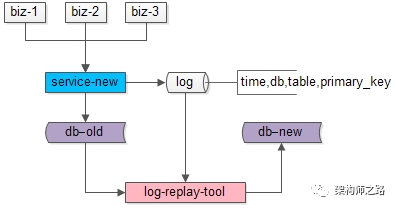 biz-1
biz-2
biz-3
service-new
log
time,db,table,primary_key
db–old
db–new
log-replay-tool
架构师之路